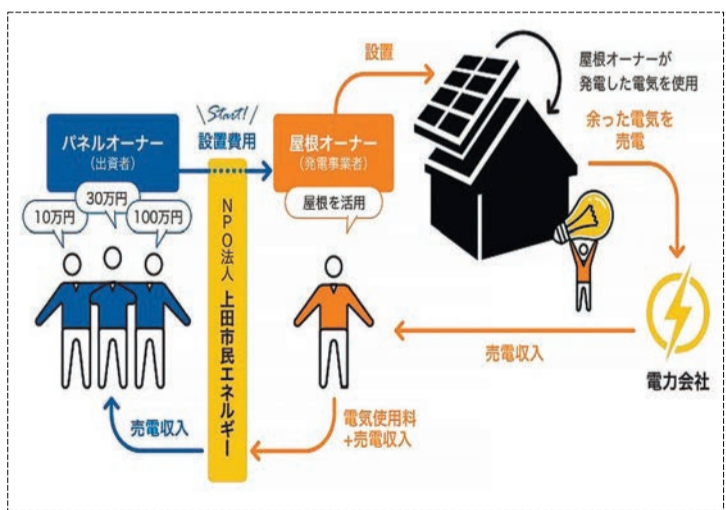 設置
屋根オーナーが
発電した電気を使用
Start!
設置費用
パネルオーナー
(出資者)
屋根オーナー
(発電事業者)
余った電気を
売電
10万円
30万円
100万円
屋根を活用
NPO法人 上田市民エネルギー
売電収入
電力会社
売電収入
電気使用料
+売電収入